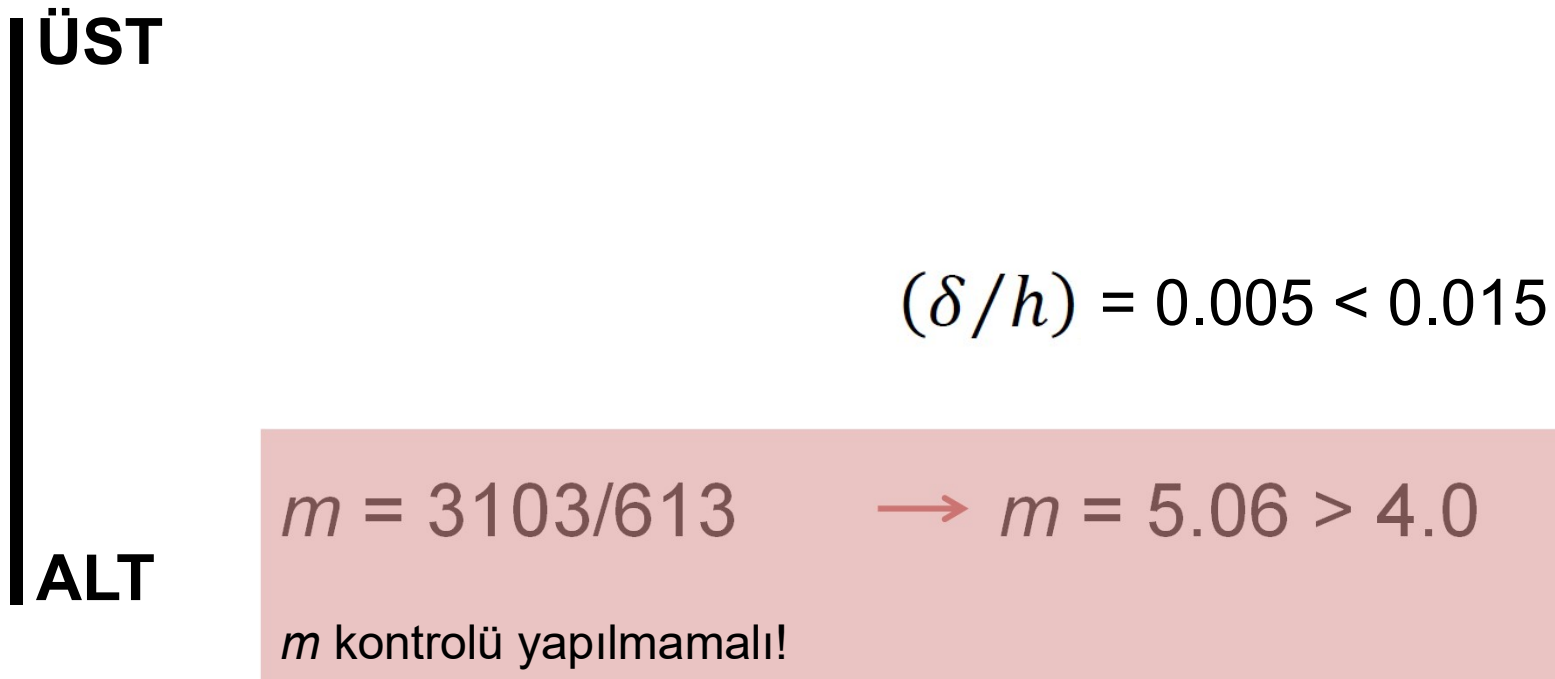 ÜST
(δ/h) = 0.005 < 0.015
m = 3103/613 → m = 5.06 > 4.0
ALT
m kontrolü yapılmamalı!